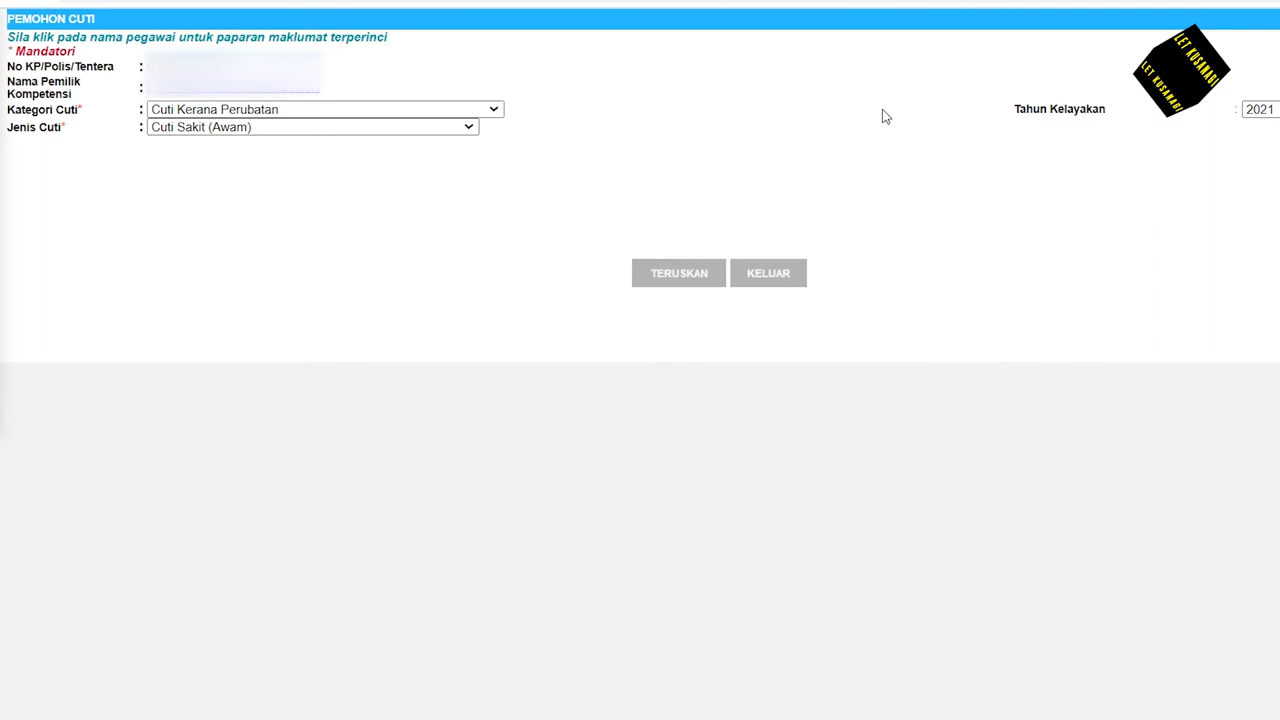 PEMOHON CUTI
Sila klik pada nama pegawai untuk paparan maklumat terperinci
* Mandatori
No KP/Polis/Tentera :
Nama Pemilik
Kompetensi :
Kategori Cuti* : Cuti Kerana Perubatan
Tahun Kelayakan : 2021
Jenis Cuti* : Cuti Sakit (Awam)
TERUSKAN KELUAR
LET KUSANAGI
LET KUSANAGI